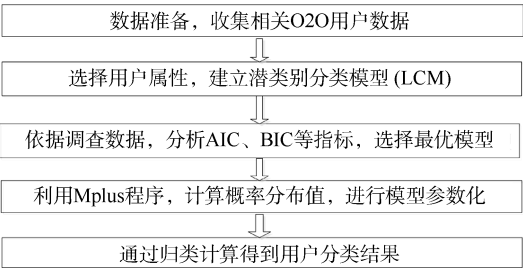 数据准备，收集相关O2O用户数据
选择用户属性，建立潜类别分类模型 (LCM)
依据调查数据，分析AIC、BIC等指标，选择最优模型
利用Mplus程序，计算概率分布值，进行模型参数化
通过归类计算得到用户分类结果